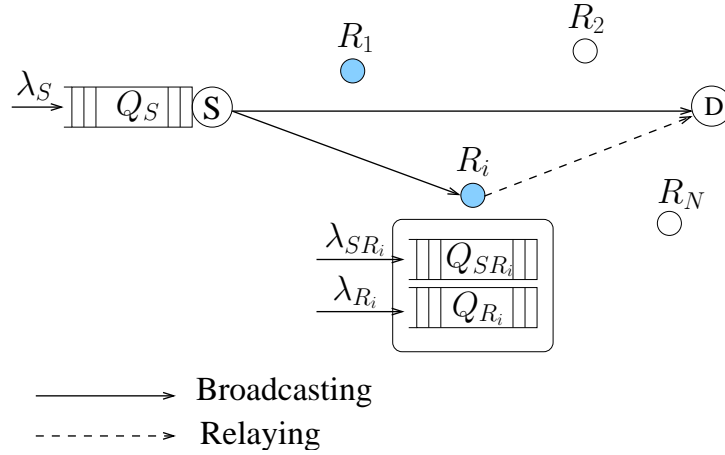 R_1
R_2
λ_S
Q_S
S
D
R_i
R_N
λ_{SR_i}
Q_{SR_i}
λ_{R_i}
Q_{R_i}
Broadcasting
Relaying